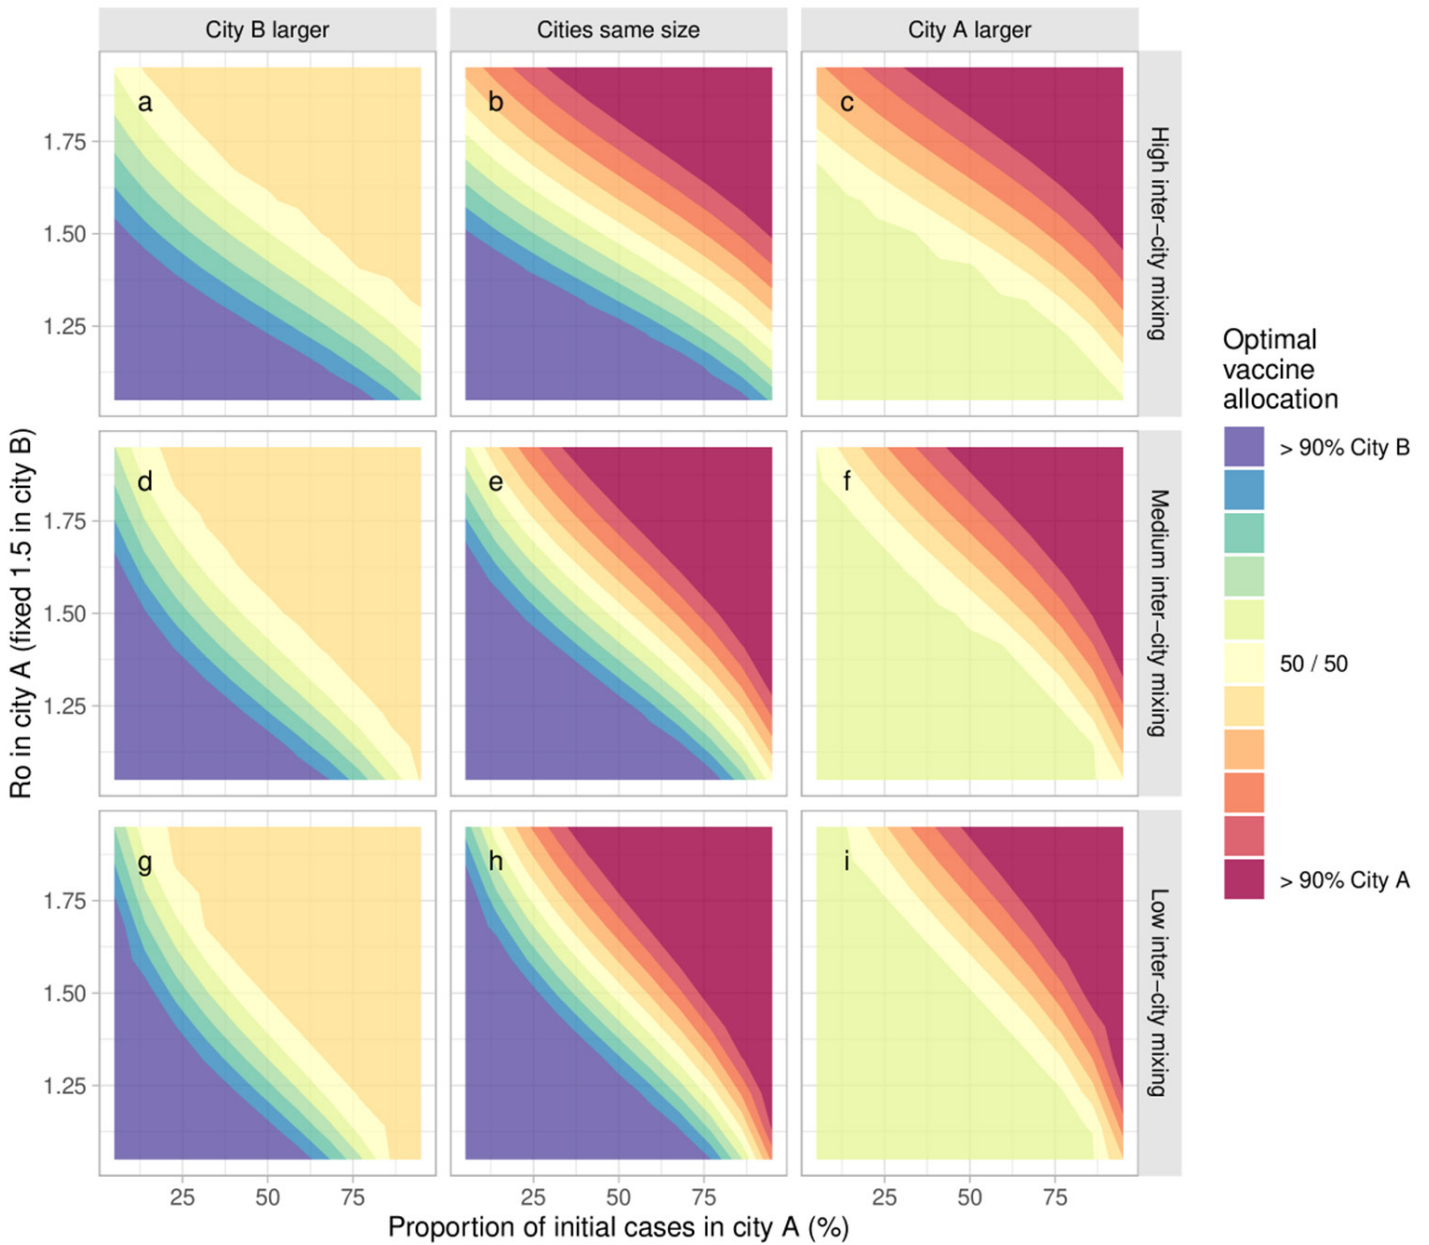 City B larger
Cities same size
City A larger
a
b
c
High inter−city mixing
1.75
1.50
1.25
d
e
f
Medium inter−city mixing
1.75
1.50
1.25
g
h
i
Low inter−city mixing
1.75
1.50
1.25
25 50 75
25 50 75
25 50 75
Ro in city A (fixed 1.5 in city B)
Proportion of initial cases in city A (%)
Optimal
vaccine
allocation
> 90% City B
50 / 50
> 90% City A